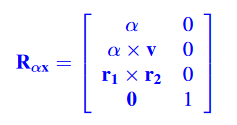 R_αx = [ α 0
α × v 0
r₁ × r₂ 0
0 1 ]